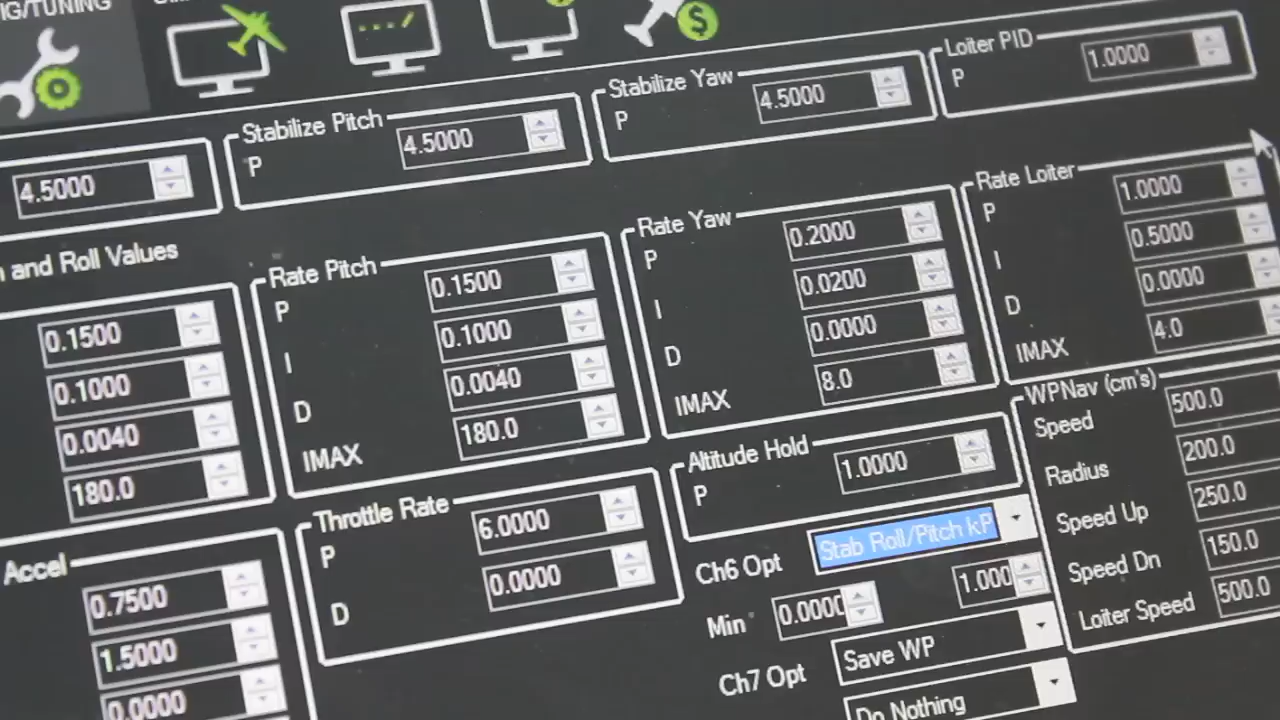 IG/TUNING
$
Stabilize Pitch
P
4.5000
Stabilize Yaw
P
4.5000
Loiter PID
P
1.0000
4.5000
and Roll Values
0.1500
0.1000
0.0040
180.0
Rate Pitch
P
0.1500
I
0.1000
D
0.0040
IMAX
180.0
Rate Yaw
P
0.2000
I
0.0200
D
0.0000
IMAX
8.0
Rate Loiter
P
1.0000
I
0.5000
D
0.0000
IMAX
4.0
Accel
0.7500
1.5000
0.0000
Throttle Rate
P
6.0000
D
0.0000
Altitude Hold
P
1.0000
Ch6 Opt
Stab Roll/Pitch kP
Min
0.000
1.000
Ch7 Opt
Save WP
Do Nothing
WPNav (cm's)
Speed
500.0
Radius
200.0
Speed Up
250.0
Speed Dn
150.0
Loiter Speed
500.0